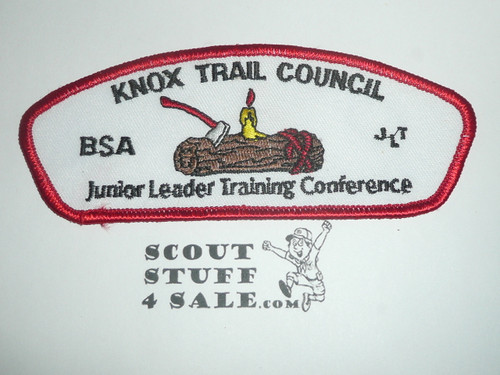 KNOX TRAIL COUNCIL
BSA
JLT
Junior Leader Training Conference
SCOUT
STUFF
4 SALE.COM